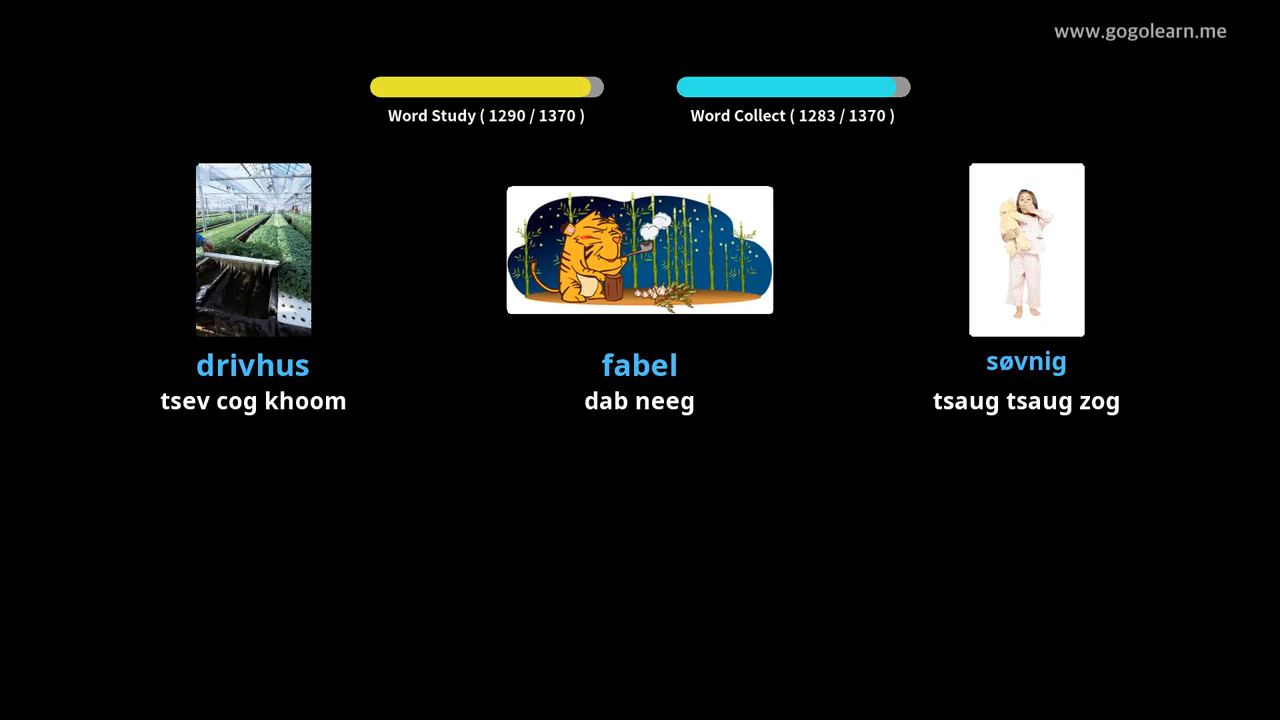 www.gogolearn.me
Word Study ( 1290 / 1370 )
Word Collect ( 1283 / 1370 )
drivhus
fabel
søvnig
tsev cog khoom
dab neeg
tsaug tsaug zog